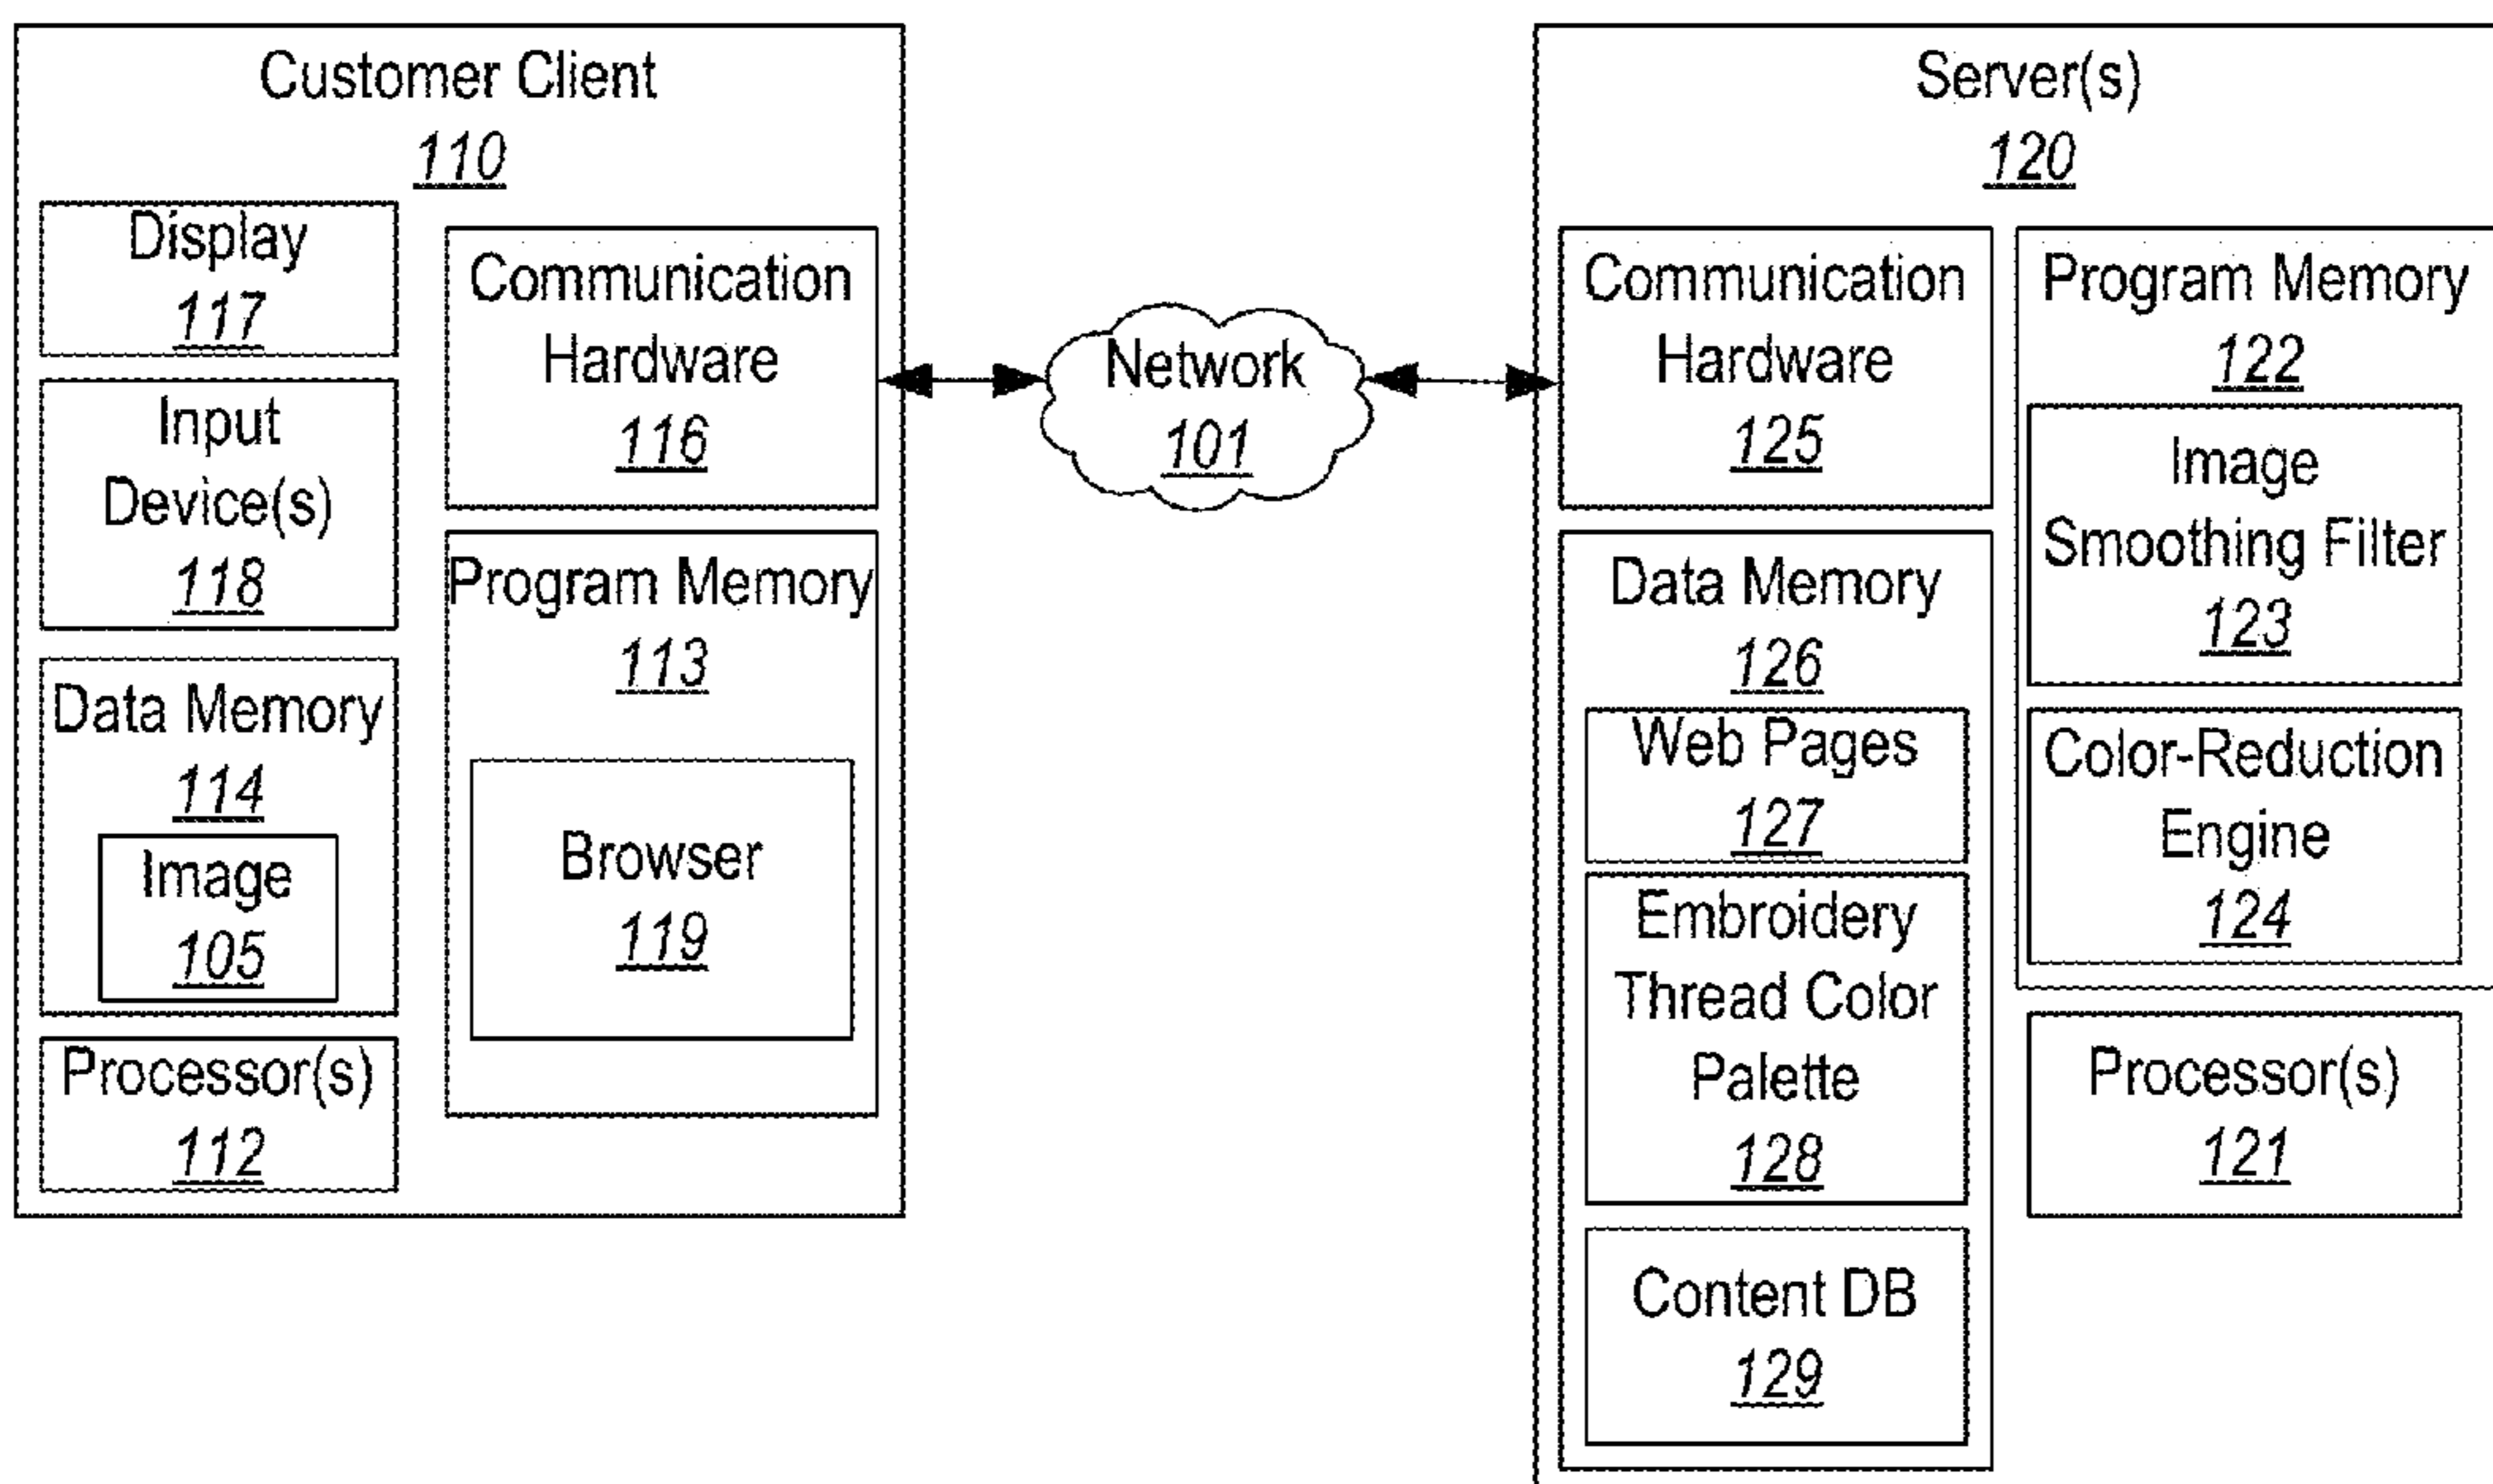 Customer Client
110
Display
117
Input
Device(s)
118
Data Memory
114
Image
105
Processor(s)
112
Communication
Hardware
116
Program Memory
113
Browser
119
Network
101
Server(s)
120
Communication
Hardware
125
Data Memory
126
Web Pages
127
Embroidery
Thread Color
Palette
128
Content DB
129
Program Memory
122
Image
Smoothing Filter
123
Color-Reduction
Engine
124
Processor(s)
121